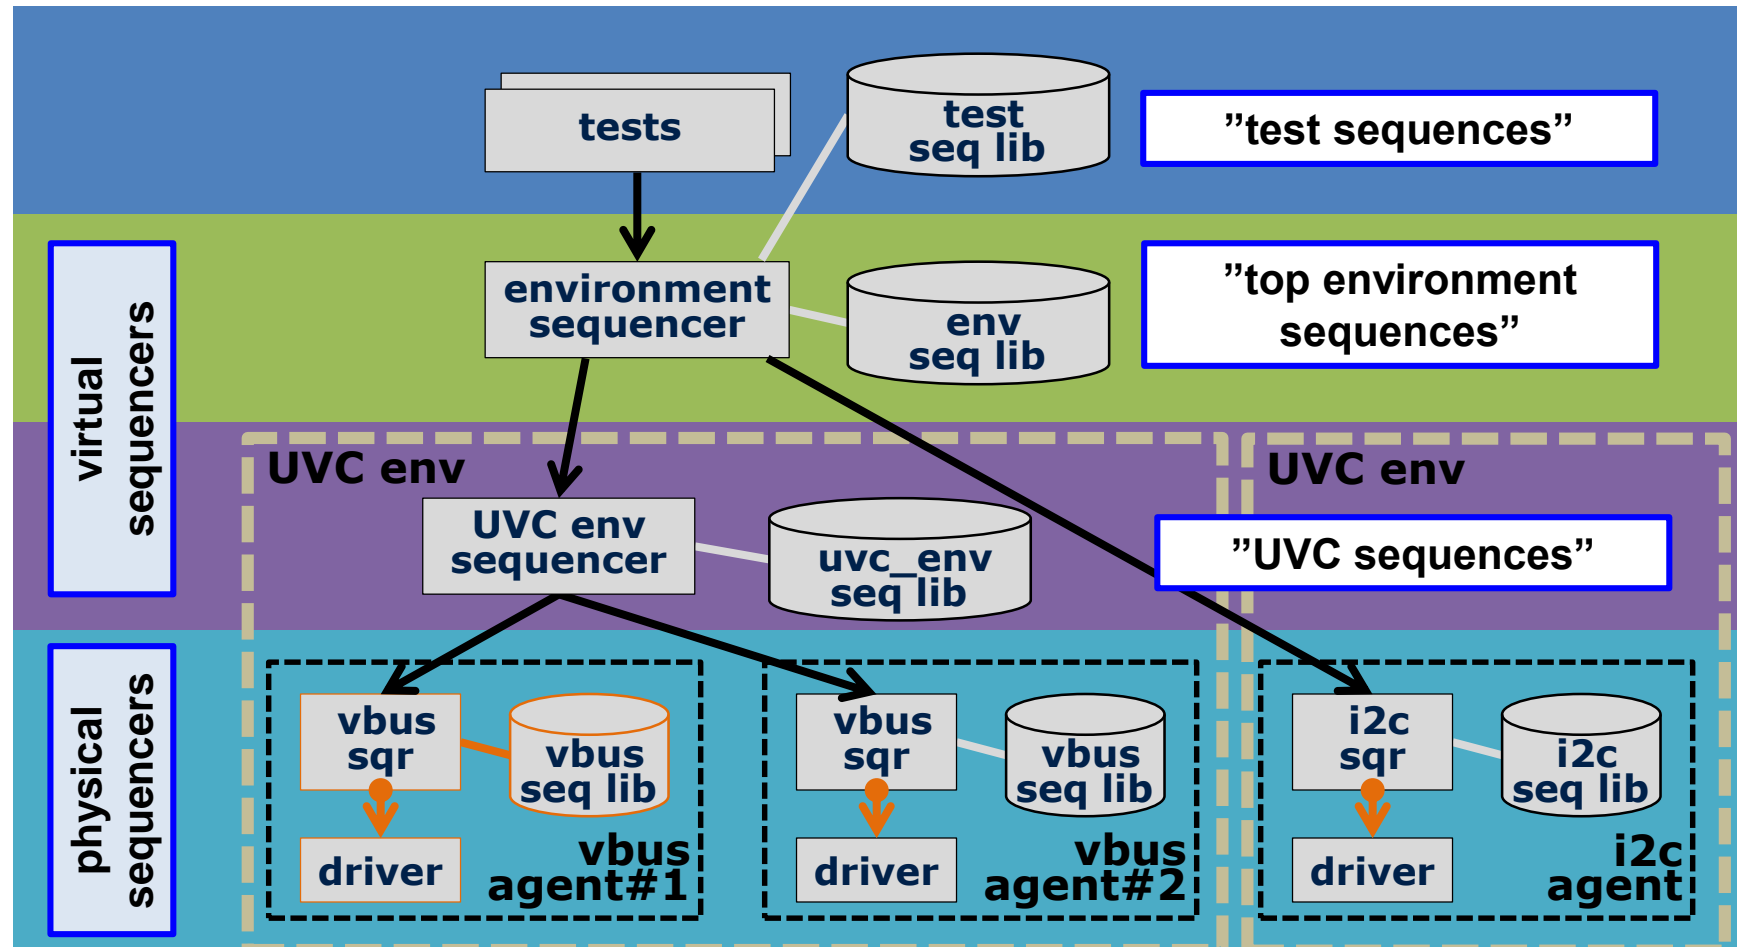 tests
test
seq lib
”test sequences”
virtual
sequencers
environment
sequencer
env
seq lib
”top environment
sequences”
UVC env
UVC env
UVC env
sequencer
uvc_env
seq lib
”UVC sequences”
physical
sequencers
vbus
sqr
vbus
seq lib
driver
vbus
agent#1
vbus
sqr
vbus
seq lib
driver
vbus
agent#2
i2c
sqr
i2c
seq lib
driver
i2c
agent